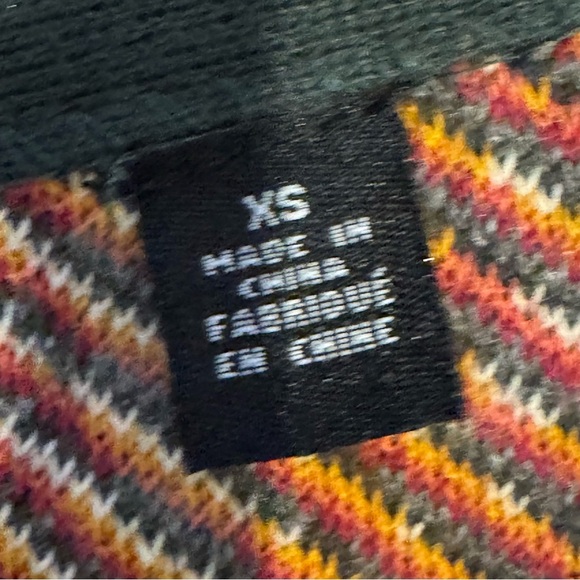 XS
MADE IN
CHINA
FABRIQUÉ
EN CHINE